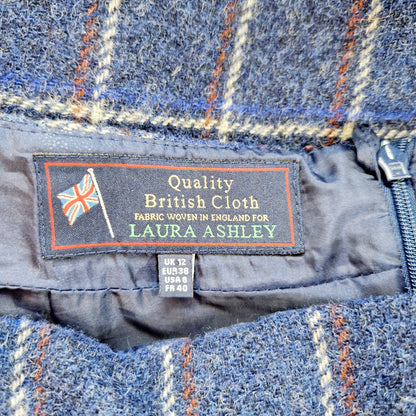 Quality
British Cloth
FABRIC WOVEN IN ENGLAND FOR
LAURA ASHLEY
UK 12
EUR 38
USA 8
FR 40